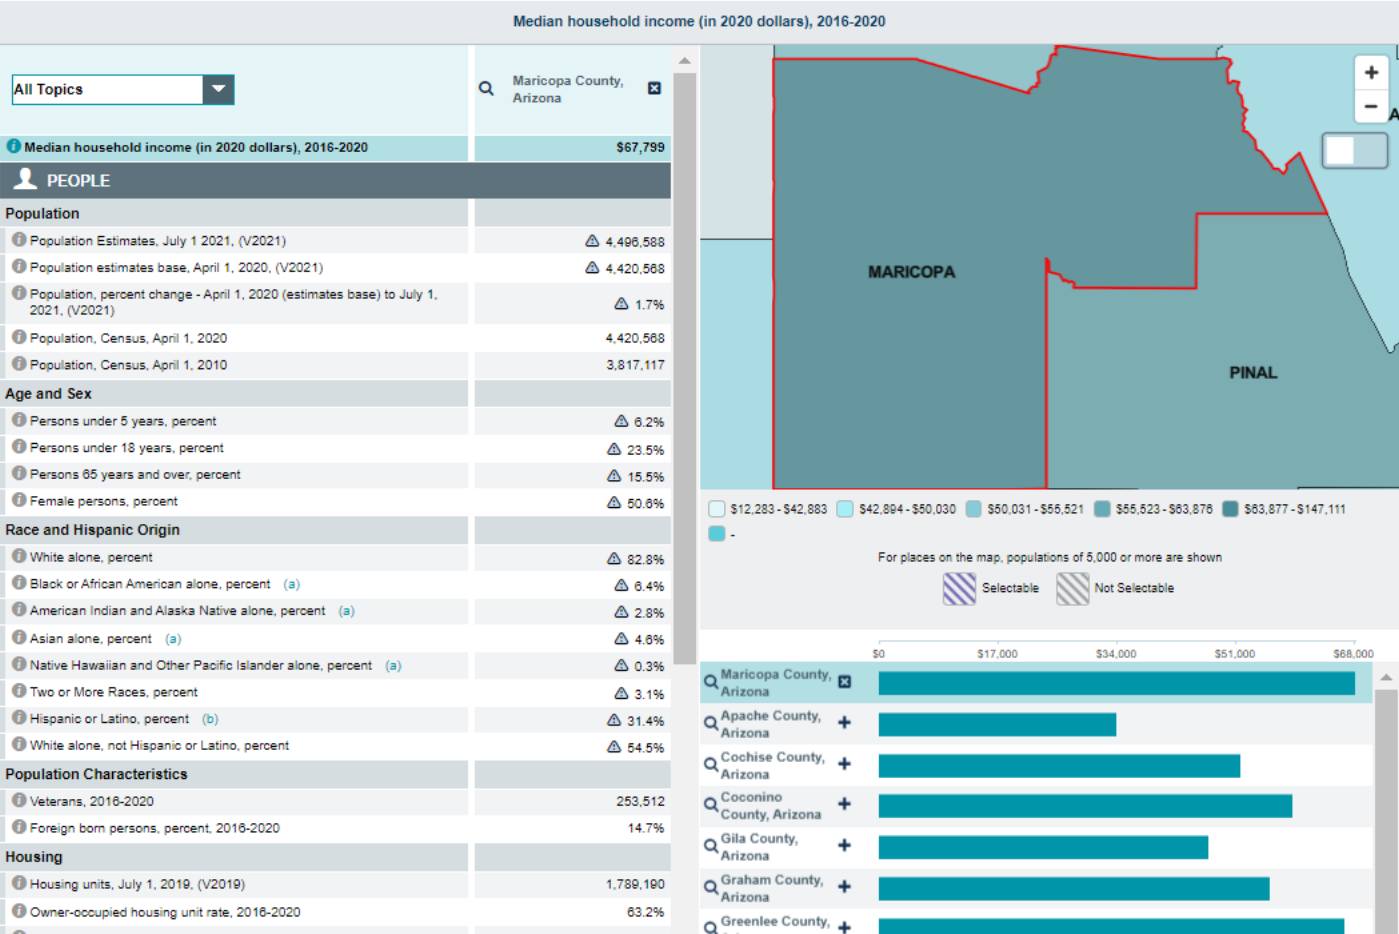 Median household income (in 2020 dollars), 2016-2020
All Topics
Maricopa County,
Arizona
Median household income (in 2020 dollars), 2016-2020 $67,799
PEOPLE
Population
Population Estimates, July 1 2021, (V2021) 4,496,588
Population estimates base, April 1, 2020, (V2021) 4,420,568
Population, percent change - April 1, 2020 (estimates base) to July 1,
2021, (V2021) 1.7%
Population, Census, April 1, 2020 4,420,568
Population, Census, April 1, 2010 3,817,117
Age and Sex
Persons under 5 years, percent 6.2%
Persons under 18 years, percent 23.5%
Persons 65 years and over, percent 15.5%
Female persons, percent 50.6%
Race and Hispanic Origin
White alone, percent 82.8%
Black or African American alone, percent (a) 6.4%
American Indian and Alaska Native alone, percent (a) 2.8%
Asian alone, percent (a) 4.6%
Native Hawaiian and Other Pacific Islander alone, percent (a) 0.3%
Two or More Races, percent 3.1%
Hispanic or Latino, percent (b) 31.4%
White alone, not Hispanic or Latino, percent 54.5%
Population Characteristics
Veterans, 2016-2020 253,512
Foreign born persons, percent, 2016-2020 14.7%
Housing
Housing units, July 1, 2019, (V2019) 1,789,190
Owner-occupied housing unit rate, 2016-2020 63.2%
+
−
A
MARICOPA
PINAL
$12,283 - $42,883 $42,894 - $50,030 $50,031 - $55,521 $55,523 - $63,876 $63,877 - $147,111
-
For places on the map, populations of 5,000 or more are shown
Selectable Not Selectable
$0 $17,000 $34,000 $51,000 $68,000
Maricopa County,
Arizona
Apache County,
Arizona
Cochise County,
Arizona
Coconino
County, Arizona
Gila County,
Arizona
Graham County,
Arizona
Greenlee County,